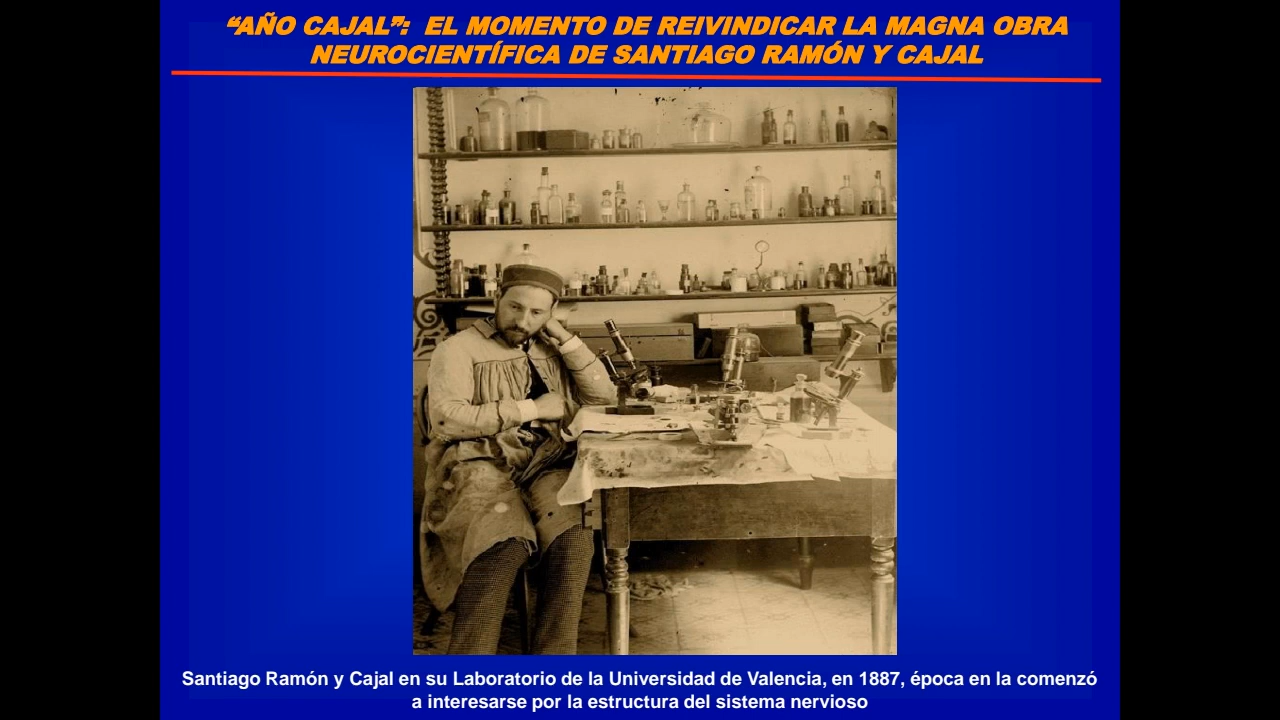 “AÑO CAJAL”: EL MOMENTO DE REIVINDICAR LA MAGNA OBRA
NEUROCIENTÍFICA DE SANTIAGO RAMÓN Y CAJAL
Santiago Ramón y Cajal en su Laboratorio de la Universidad de Valencia, en 1887, época en la comenzó
a interesarse por la estructura del sistema nervioso